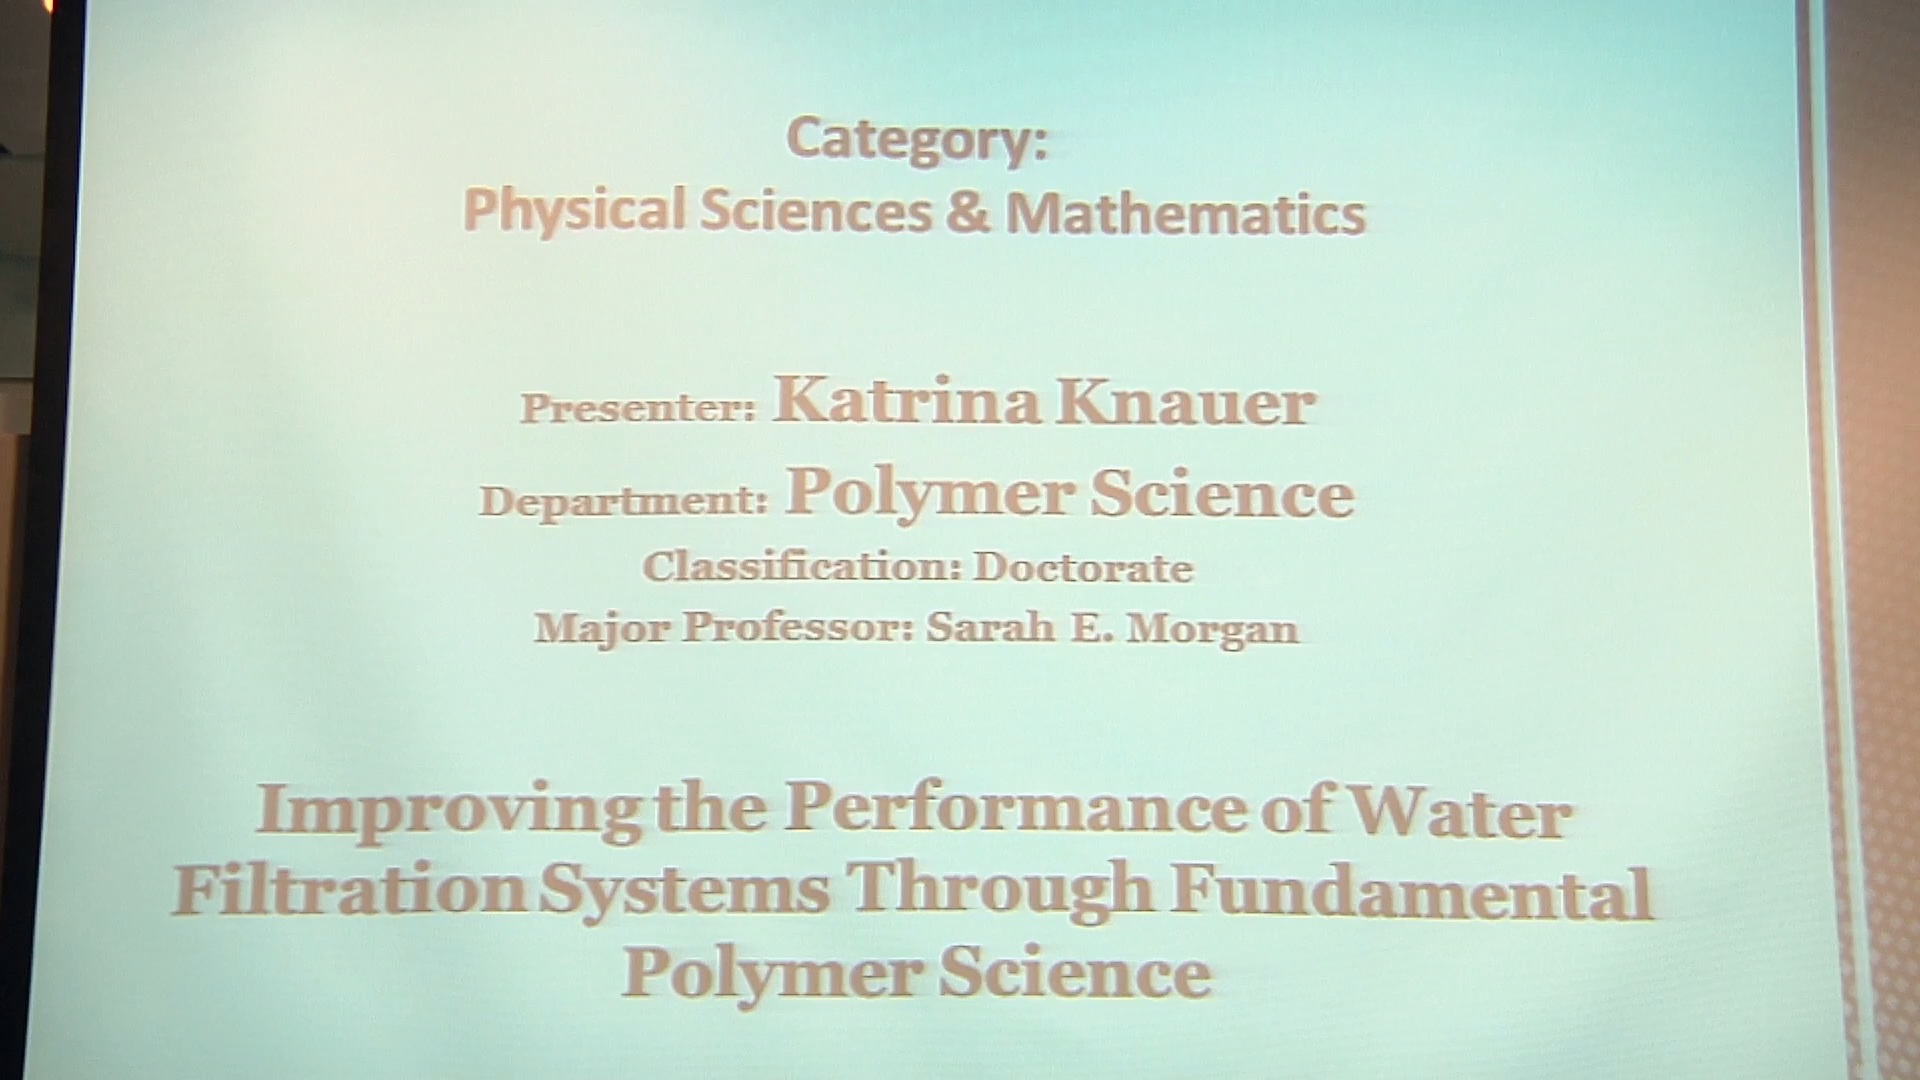 Category:
Physical Sciences & Mathematics
Presenter: Katrina Knauer
Department: Polymer Science
Classification: Doctorate
Major Professor: Sarah E. Morgan
Improving the Performance of Water
Filtration Systems Through Fundamental
Polymer Science